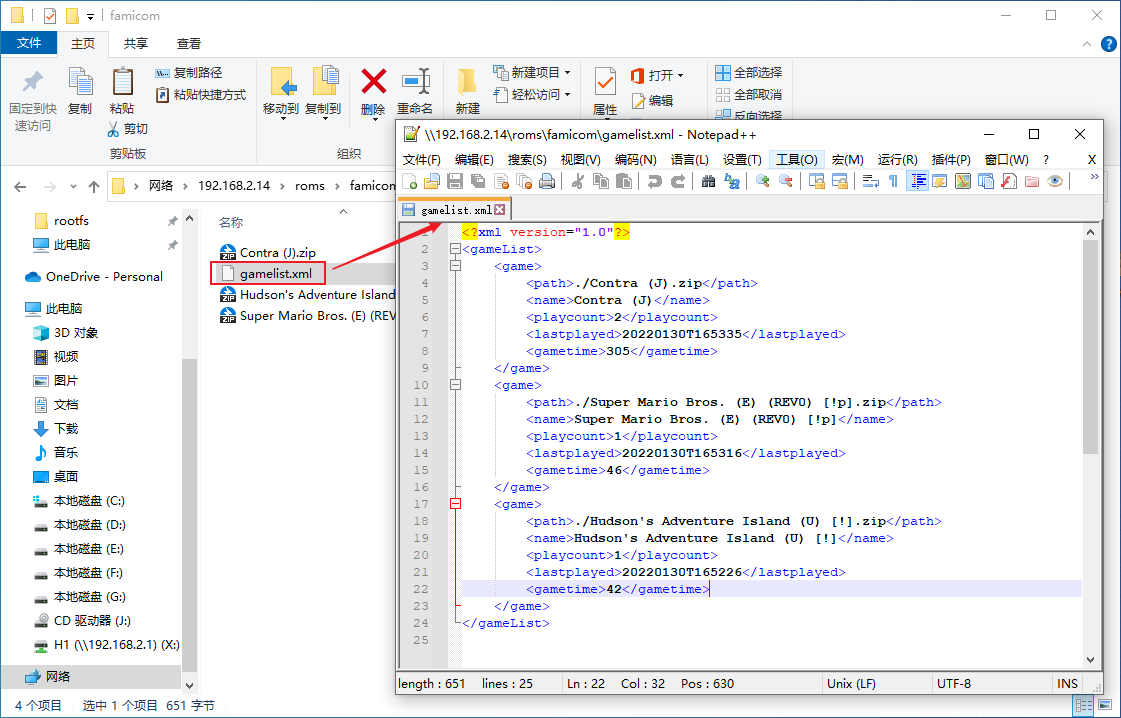 famicom
文件
主页
共享
查看
固定到快
速访问
复制
粘贴
复制路径
粘贴快捷方式
剪切
剪贴板
移动到
复制到
删除
重命名
组织
新建
新建项目
轻松访问
属性
打开
编辑
全部选择
全部取消
反向选择
网络 › 192.168.2.14 › roms › famicom
rootfs
此电脑
OneDrive - Personal
此电脑
3D 对象
视频
图片
文档
下载
音乐
桌面
本地磁盘 (C:)
本地磁盘 (D:)
本地磁盘 (E:)
本地磁盘 (F:)
本地磁盘 (G:)
CD 驱动器 (J:)
H1 (\\192.168.2.1) (X:)
网络
名称
Contra (J).zip
gamelist.xml
Hudson's Adventure Island
Super Mario Bros. (E) (REV
4 个项目
选中 1 个项目 651 字节
\\192.168.2.14\roms\famicom\gamelist.xml - Notepad++
文件(F) 编辑(E) 搜索(S) 视图(V) 编码(N) 语言(L) 设置(T) 工具(O) 宏(M) 运行(R) 插件(P) 窗口(W) ? X
gamelist.xml
1 <?xml version="1.0"?>
2 <gameList>
3 <game>
4 <path>./Contra (J).zip</path>
5 <name>Contra (J)</name>
6 <playcount>2</playcount>
7 <lastplayed>20220130T165335</lastplayed>
8 <gametime>305</gametime>
9 </game>
10 <game>
11 <path>./Super Mario Bros. (E) (REV0) [!p].zip</path>
12 <name>Super Mario Bros. (E) (REV0) [!p]</name>
13 <playcount>1</playcount>
14 <lastplayed>20220130T165316</lastplayed>
15 <gametime>46</gametime>
16 </game>
17 <game>
18 <path>./Hudson's Adventure Island (U) [!].zip</path>
19 <name>Hudson's Adventure Island (U) [!]</name>
20 <playcount>1</playcount>
21 <lastplayed>20220130T165226</lastplayed>
22 <gametime>42</gametime>
23 </game>
24 </gameList>
25
length : 651 lines : 25 Ln : 22 Col : 32 Pos : 630 Unix (LF) UTF-8 INS